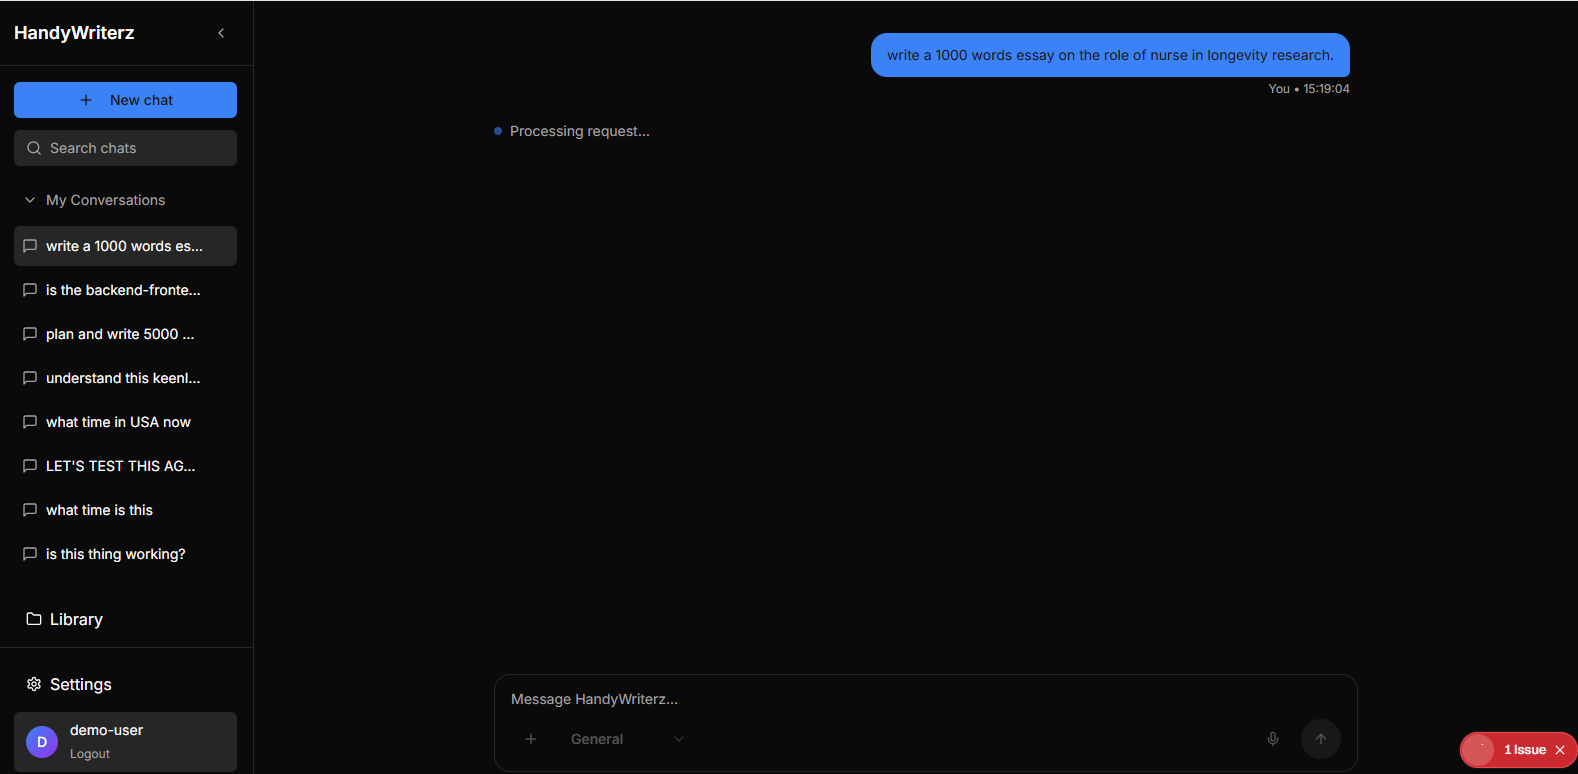 HandyWriterz
New chat
Search chats
My Conversations
write a 1000 words es...
is the backend-fronte...
plan and write 5000 ...
understand this keenl...
what time in USA now
LET'S TEST THIS AG...
what time is this
is this thing working?
Library
Settings
D
demo-user
Logout
write a 1000 words essay on the role of nurse in longevity research.
You • 15:19:04
Processing request...
Message HandyWriterz...
General
1 Issue